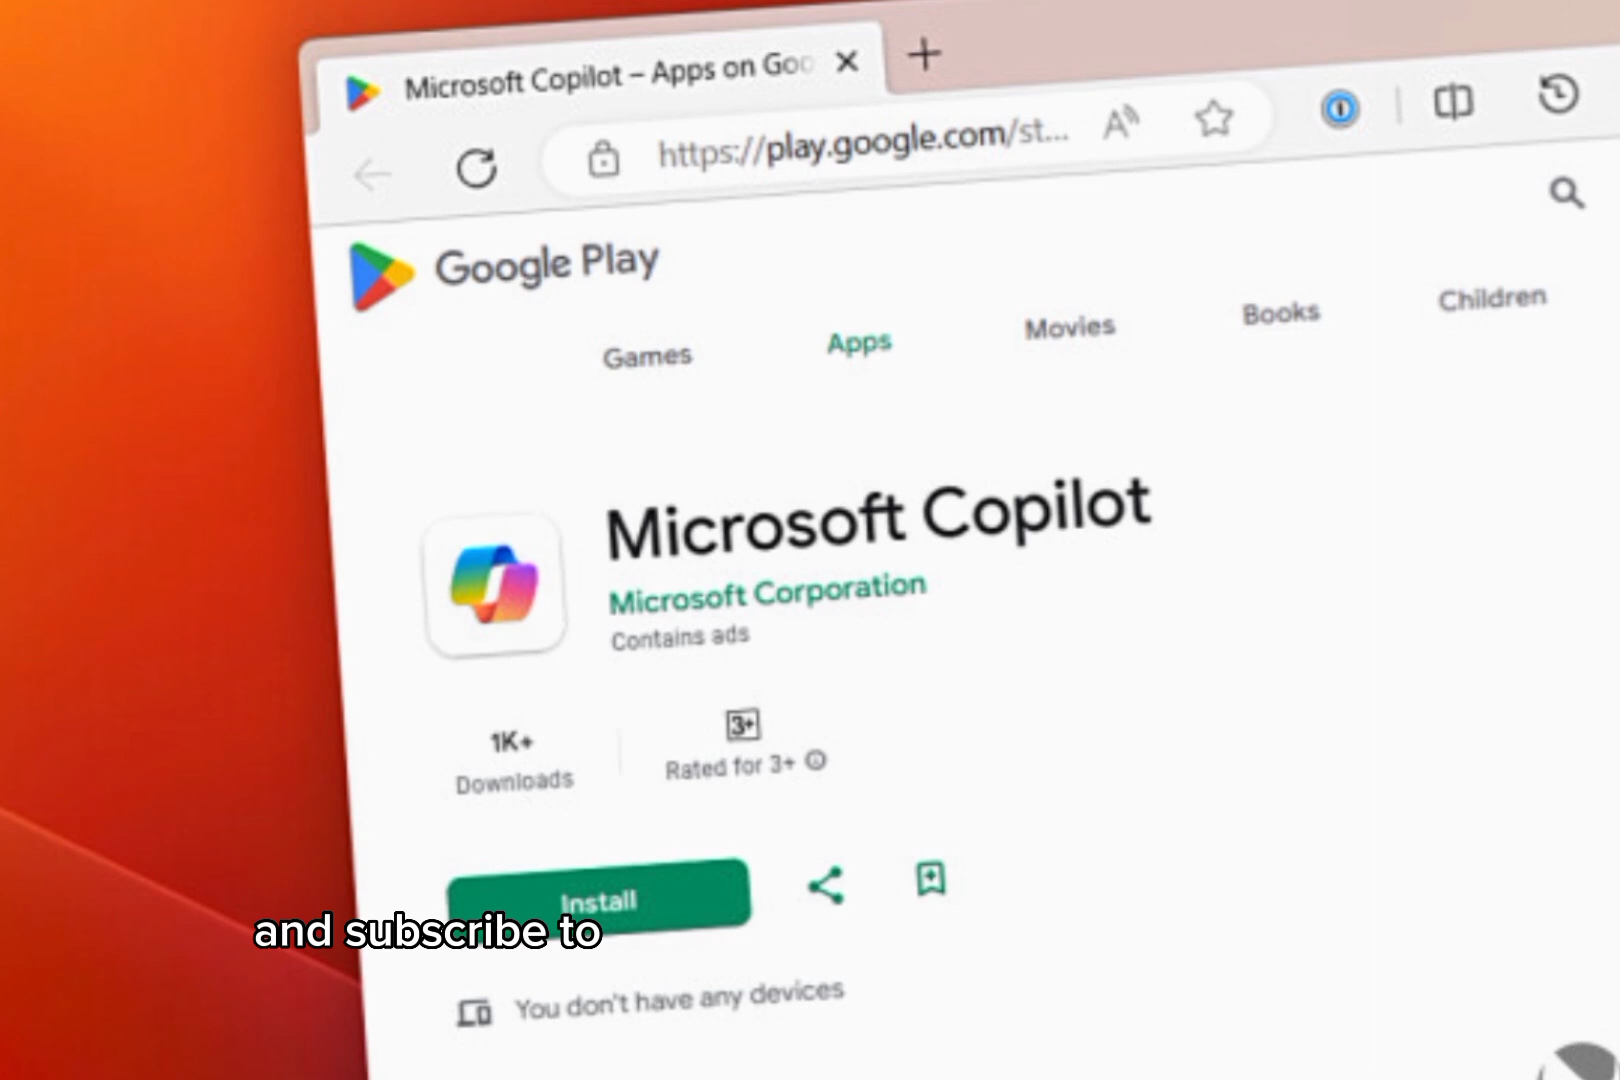 Microsoft Copilot – Apps on Goo
https://play.google.com/st...
Google Play
Games
Apps
Movies
Books
Children
Microsoft Copilot
Microsoft Corporation
Contains ads
1K+
Downloads
3+
Rated for 3+
Install
and subscribe to
You don't have any devices